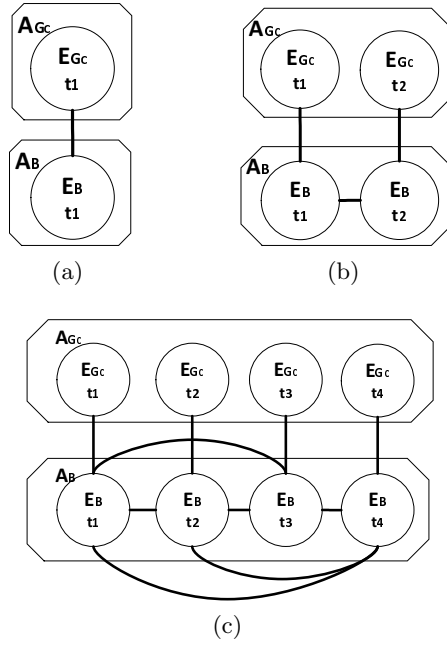 AGc
EGc
t1
AB
EB
t1
(a)
AGc
EGc EGc
t1 t2
AB
EB EB
t1 t2
(b)
AGc
EGc EGc EGc EGc
t1 t2 t3 t4
AB
EB EB EB EB
t1 t2 t3 t4
(c)